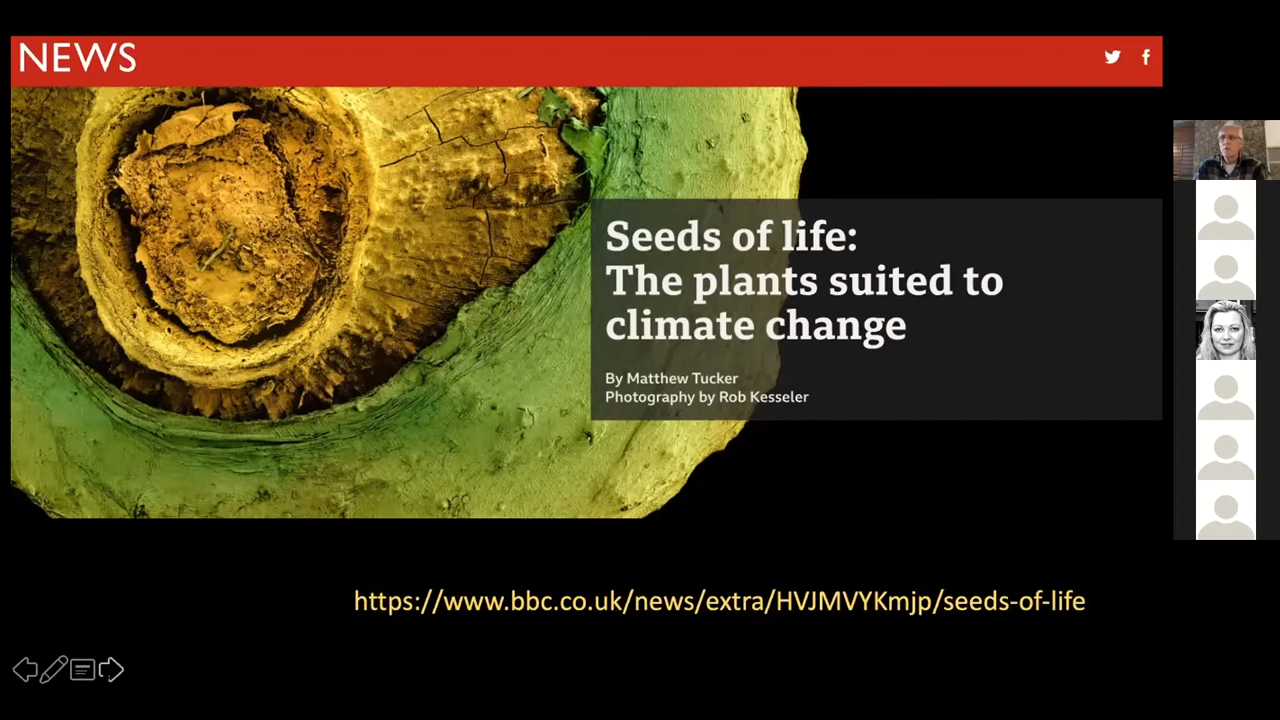 NEWS
Seeds of life:
The plants suited to
climate change
By Matthew Tucker
Photography by Rob Kesseler
https://www.bbc.co.uk/news/extra/HVJMVYKmjp/seeds-of-life